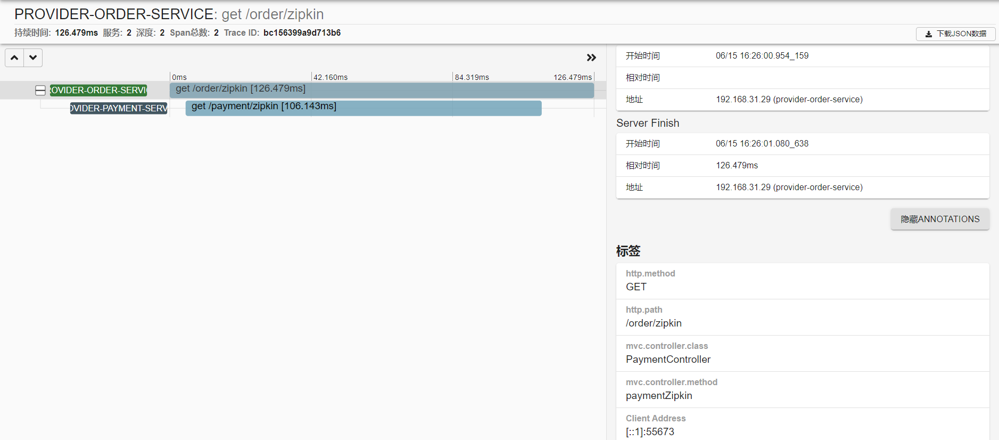 PROVIDER-ORDER-SERVICE: get /order/zipkin
持续时间: 126.479ms 服务: 2 深度: 2 Span总数: 2 Trace ID: bc156399a9d713b6
下载JSON数据
0ms 42.160ms 84.319ms 126.479ms
ROVIDER-ORDER-SERVI get /order/zipkin [126.479ms]
OVIDER-PAYMENT-SERV get /payment/zipkin [106.143ms]
开始时间 06/15 16:26:00.954_159
相对时间
地址 192.168.31.29 (provider-order-service)
Server Finish
开始时间 06/15 16:26:01.080_638
相对时间 126.479ms
地址 192.168.31.29 (provider-order-service)
隐藏ANNOTATIONS
标签
http.method
GET
http.path
/order/zipkin
mvc.controller.class
PaymentController
mvc.controller.method
paymentZipkin
Client Address
[::1]:55673